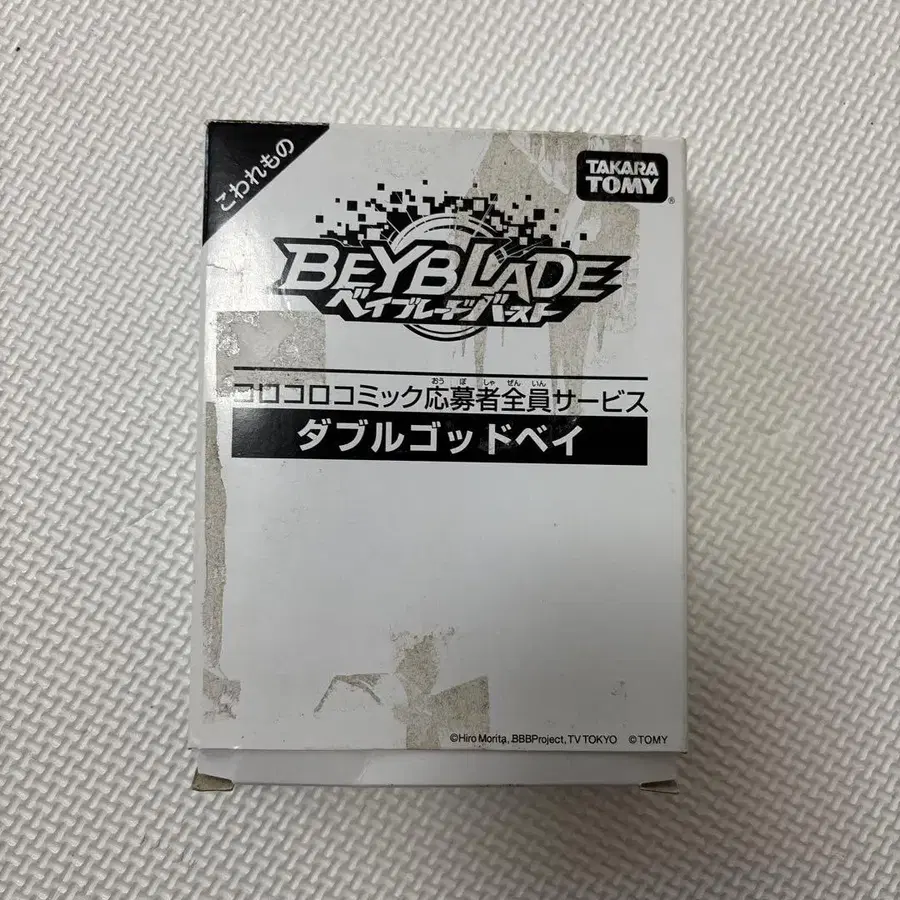 こわれもの
TAKARA
TOMY
®
BEYBLADE
ベイブレードバースト
おうぼしゃぜんいん
コロコロコミック応募者全員サービス
ダブルゴッドベイ
©Hiro Morita, BBBProject, TV TOKYO ©TOMY